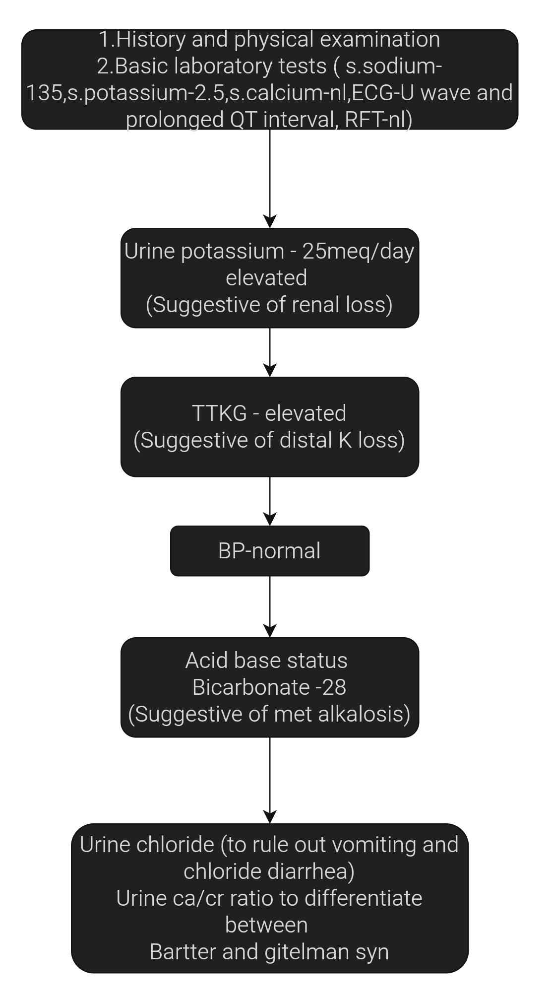 1.History and physical examination
2.Basic laboratory tests ( s.sodium-
135,s.potassium-2.5,s.calcium-nl,ECG-U wave and
prolonged QT interval, RFT-nl)
Urine potassium - 25meq/day
elevated
(Suggestive of renal loss)
TTKG - elevated
(Suggestive of distal K loss)
BP-normal
Acid base status
Bicarbonate -28
(Suggestive of met alkalosis)
Urine chloride (to rule out vomiting and
chloride diarrhea)
Urine ca/cr ratio to differentiate
between
Bartter and gitelman syn